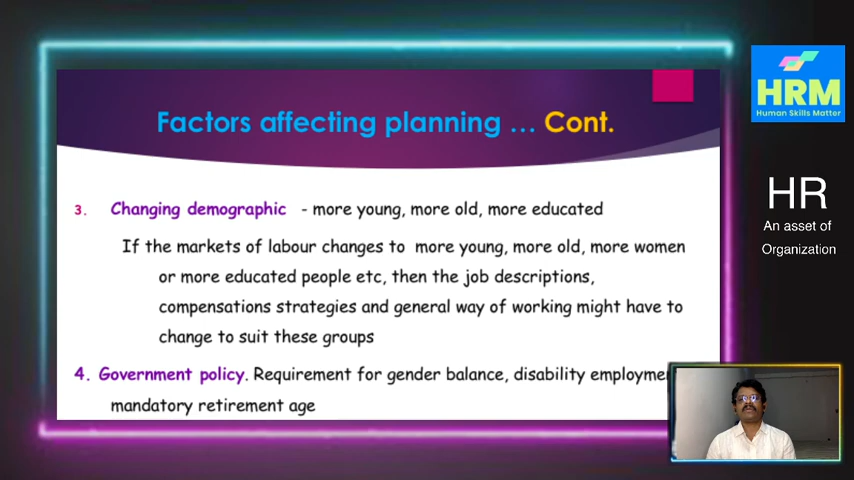 Factors affecting planning ... Cont.
3. Changing demographic - more young, more old, more educated
If the markets of labour changes to more young, more old, more women
or more educated people etc, then the job descriptions,
compensations strategies and general way of working might have to
change to suit these groups
4. Government policy. Requirement for gender balance, disability
mandatory retirement age
HRM
Human Skills Matter
HR
An asset of
Organization